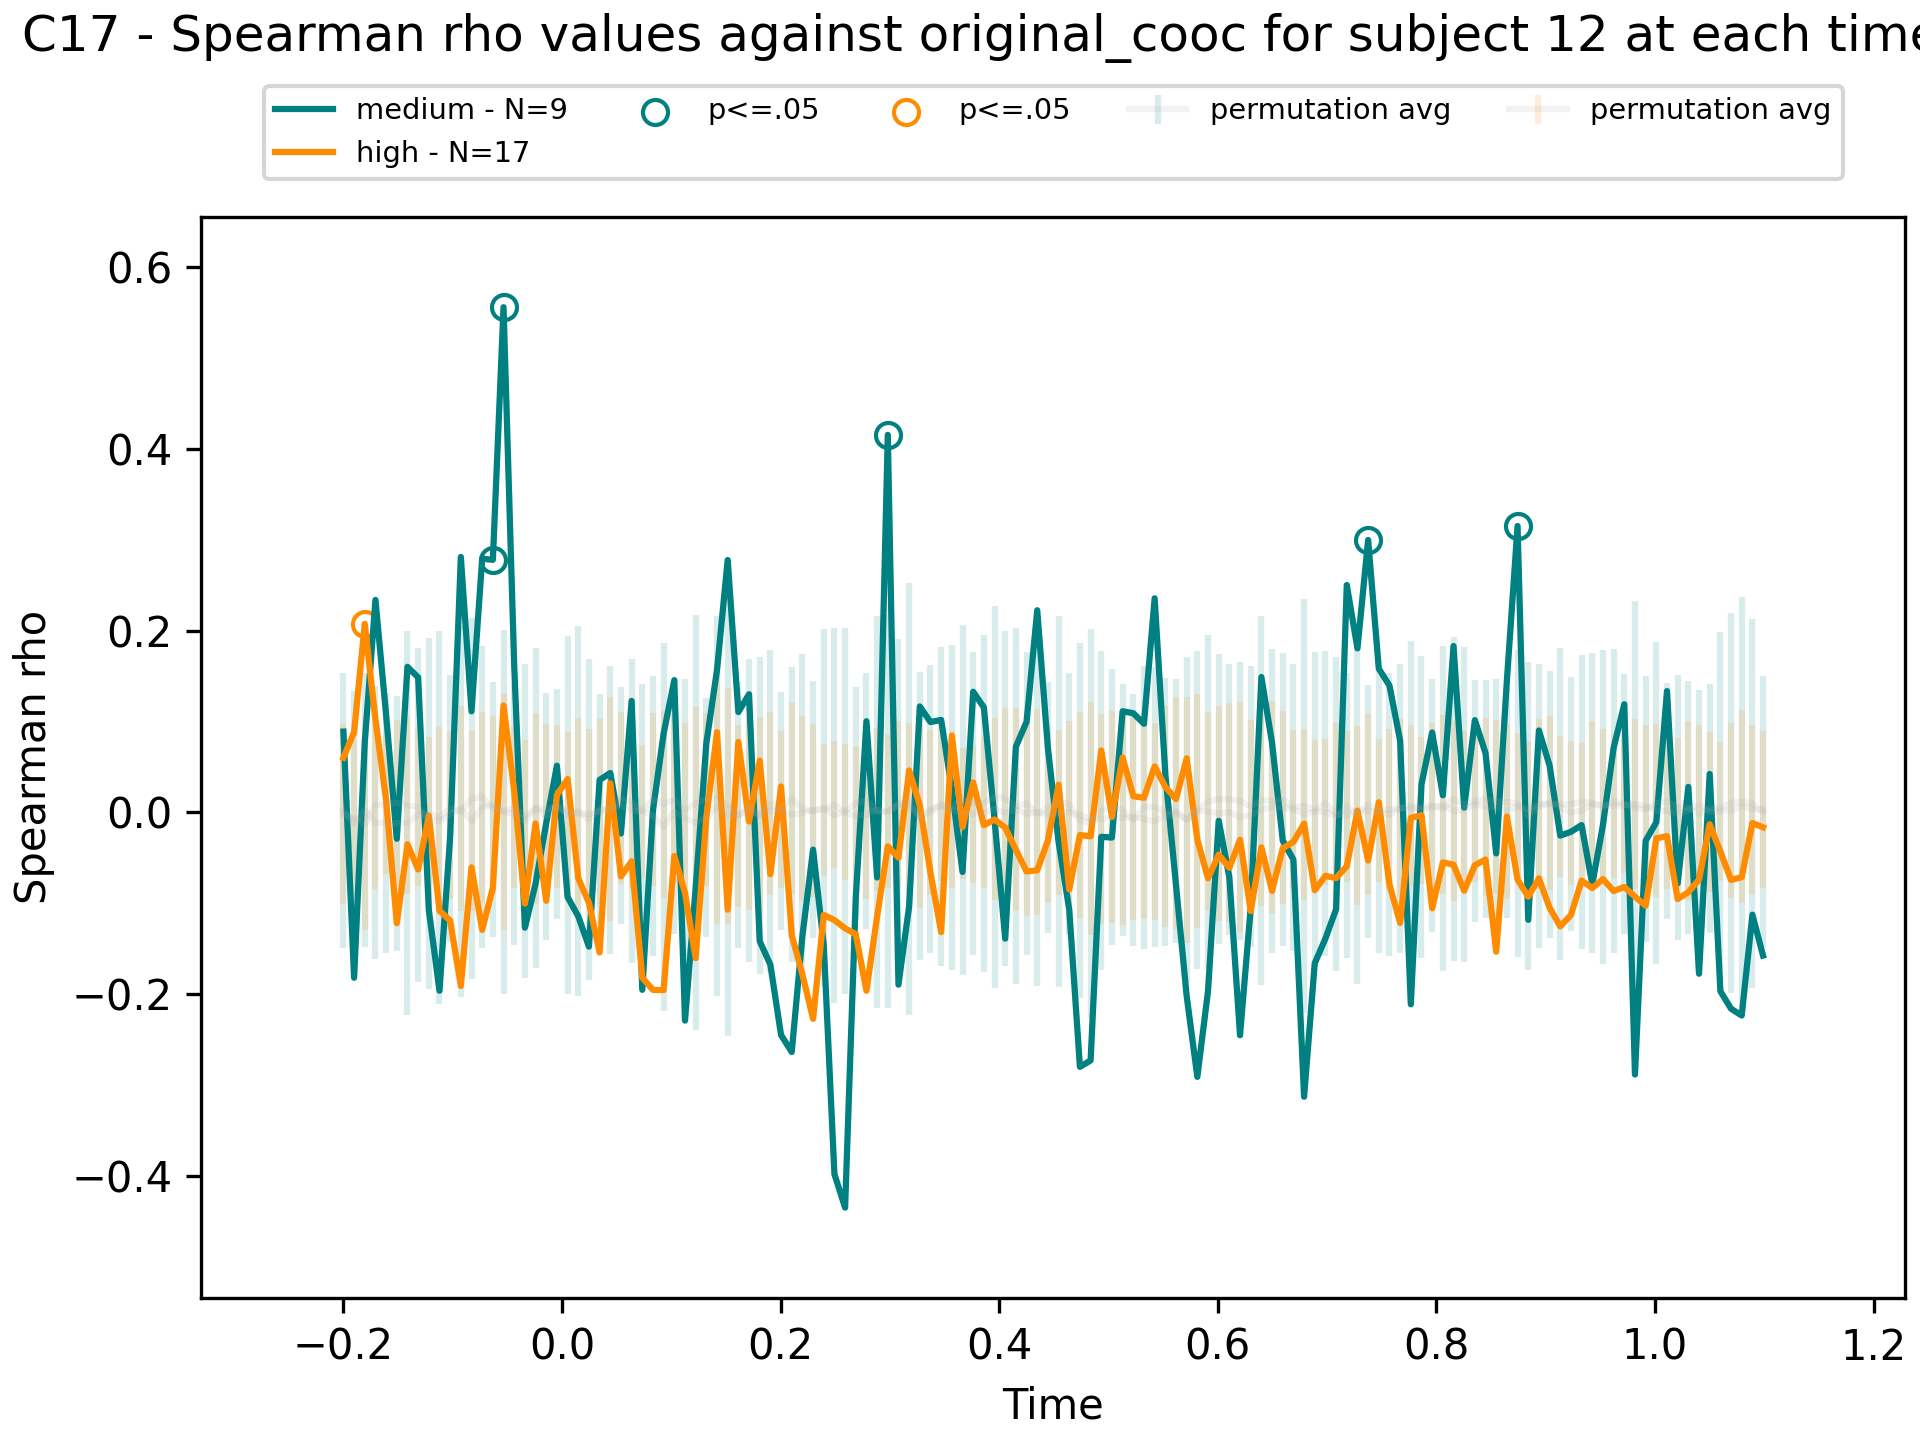 C17 - Spearman rho values against original_cooc for subject 12 at each time
medium - N=9
high - N=17
p<=.05
p<=.05
permutation avg
permutation avg
Spearman rho
0.6
0.4
0.2
0.0
−0.2
−0.4
−0.2 0.0 0.2 0.4 0.6 0.8 1.0 1.2
Time